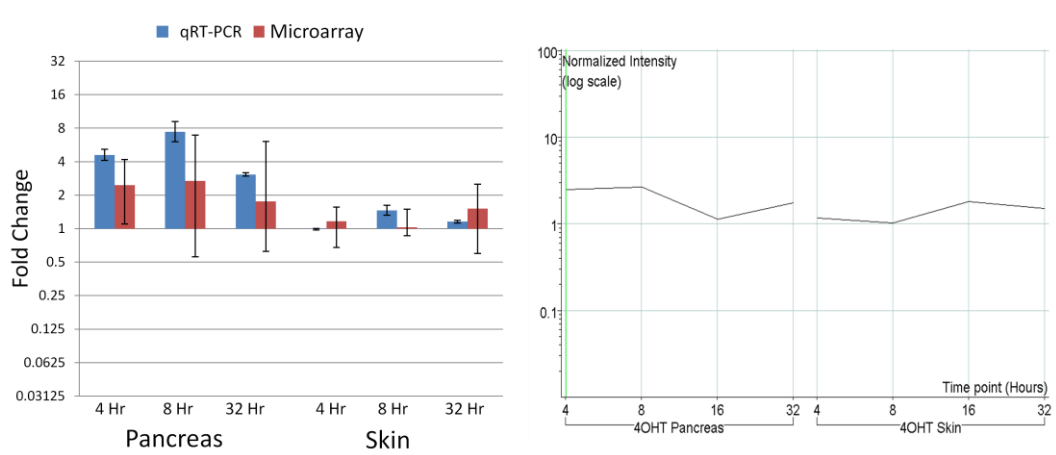 qRT-PCR Microarray
Fold Change
32
16
8
4
2
1
0.5
0.25
0.125
0.0625
0.03125
4 Hr 8 Hr 32 Hr 4 Hr 8 Hr 32 Hr
Pancreas Skin
Normalized Intensity
(log scale)
100
10
1
0.1
Time point (Hours)
4 8 16 32 4 8 16 32
4OHT Pancreas 4OHT Skin